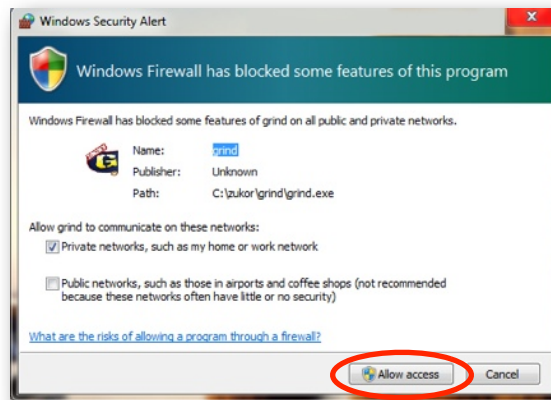 Windows Security Alert
Windows Firewall has blocked some features of this program
Windows Firewall has blocked some features of grind on all public and private networks.
Name: grind
Publisher: Unknown
Path: C:\zukor\grind\grind.exe
Allow grind to communicate on these networks:
Private networks, such as my home or work network
Public networks, such as those in airports and coffee shops (not recommended
because these networks often have little or no security)
What are the risks of allowing a program through a firewall?
Allow access Cancel